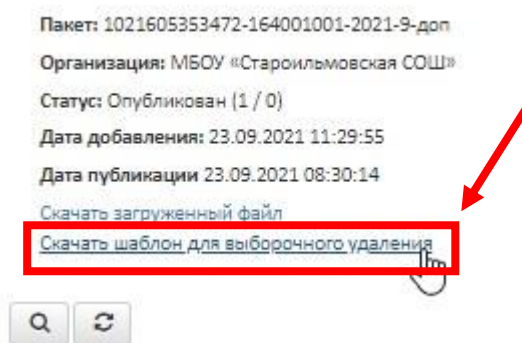 Пакет: 1021605353472-164001001-2021-9-доп
Организация: МБОУ «Староильмовская СОШ»
Статус: Опубликован (1 / 0)
Дата добавления: 23.09.2021 11:29:55
Дата публикации 23.09.2021 08:30:14
Скачать загруженный файл
Скачать шаблон для выборочного удаления